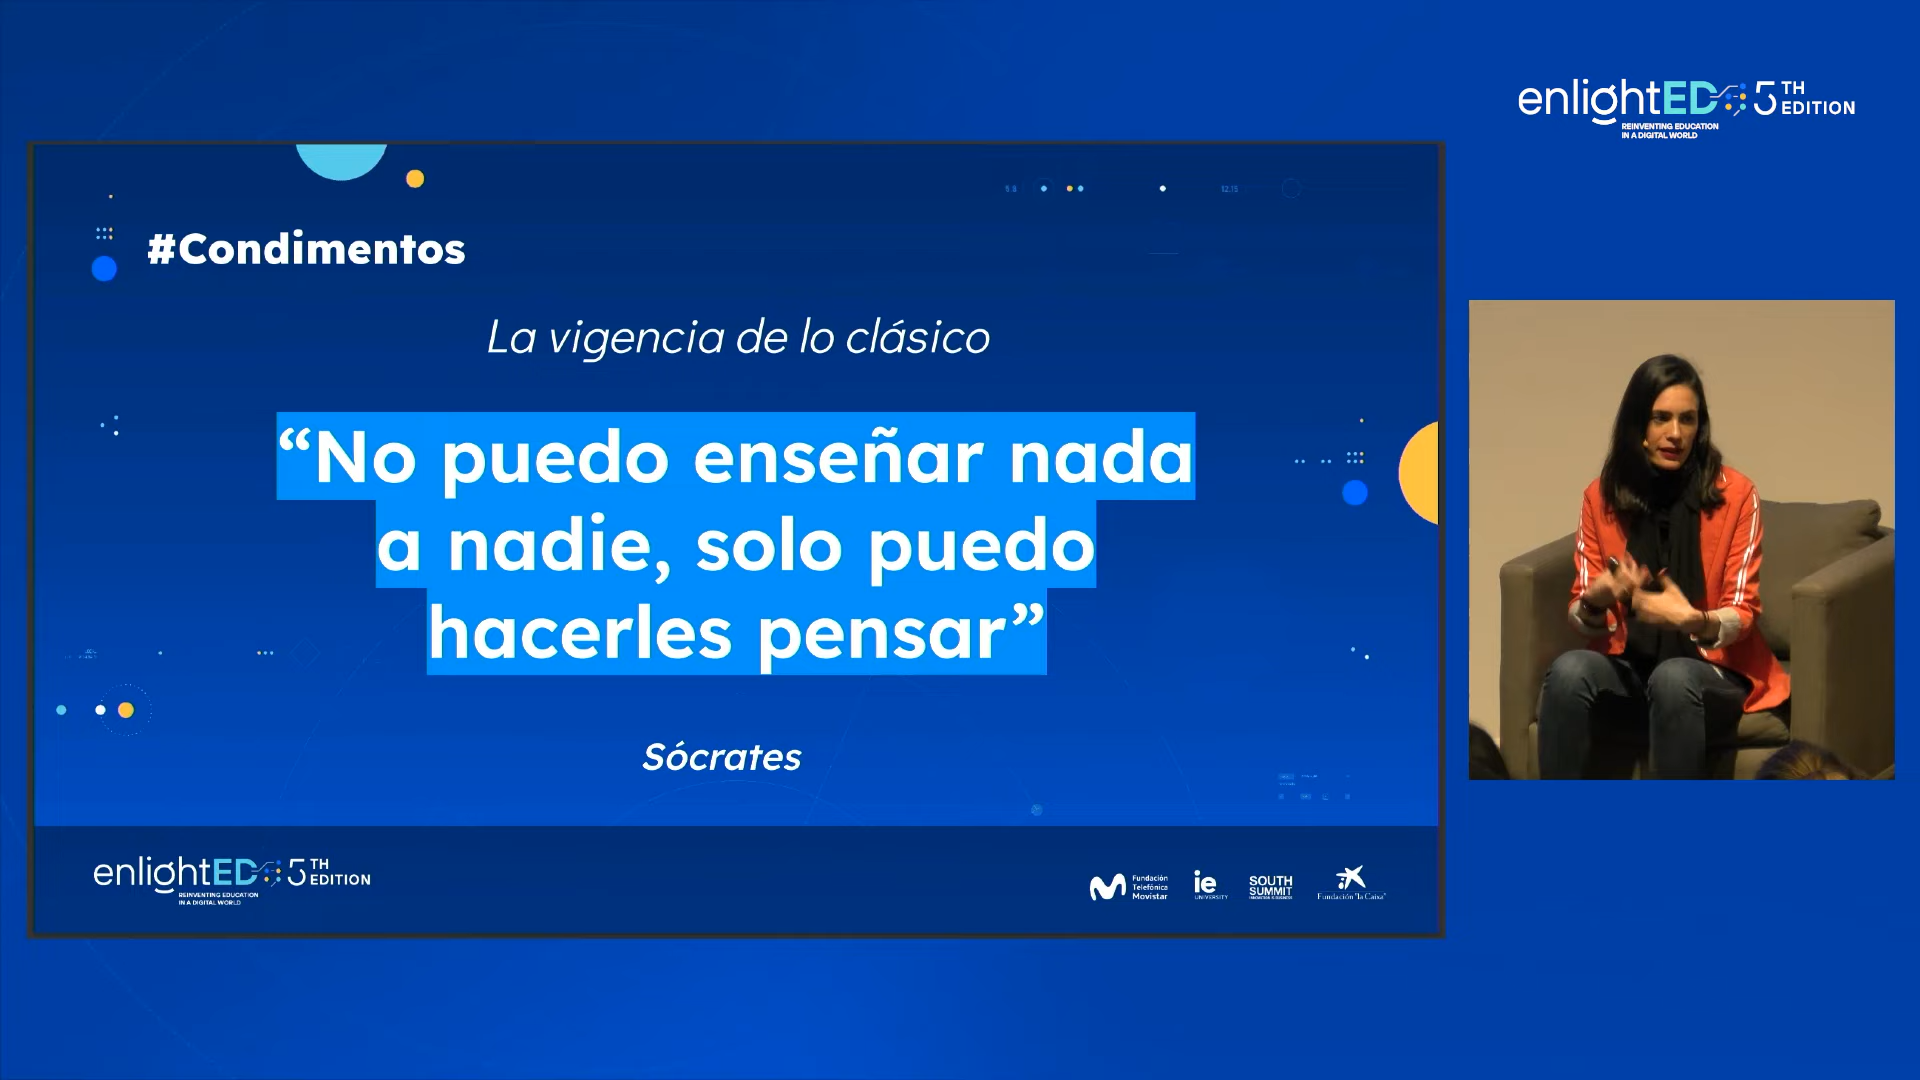 enlightED 5TH EDITION
REINVENTING EDUCATION
IN A DIGITAL WORLD
#Condimentos
La vigencia de lo clásico
“No puedo enseñar nada
a nadie, solo puedo
hacerles pensar”
Sócrates
enlightED 5TH EDITION
REINVENTING EDUCATION
IN A DIGITAL WORLD
Fundación
Telefónica
Movistar
ie
UNIVERSITY
SOUTH
SUMMIT
Fundación "la Caixa"